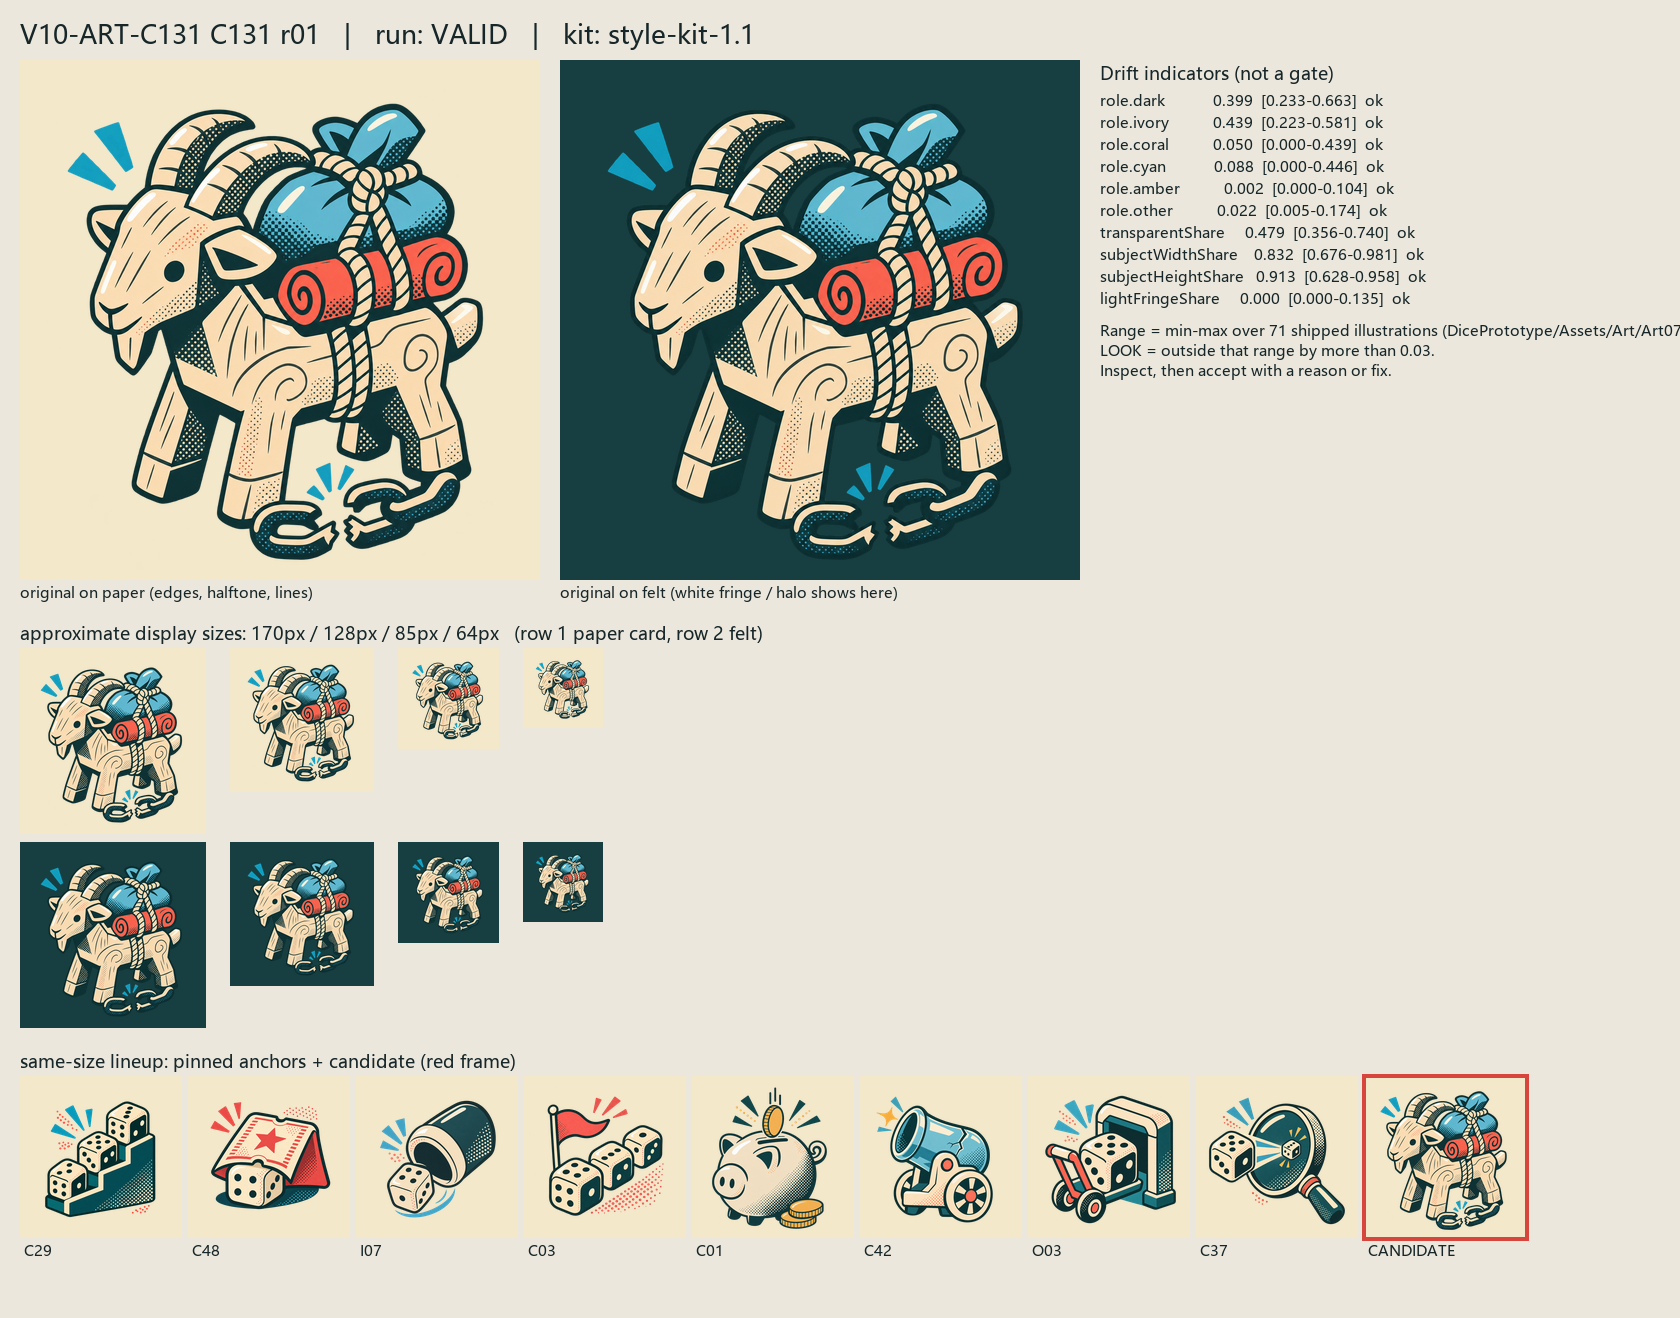 V10-ART-C131 C131 r01 | run: VALID | kit: style-kit-1.1
Drift indicators (not a gate)
role.dark 0.399 [0.233-0.663] ok
role.ivory 0.439 [0.223-0.581] ok
role.coral 0.050 [0.000-0.439] ok
role.cyan 0.088 [0.000-0.446] ok
role.amber 0.002 [0.000-0.104] ok
role.other 0.022 [0.005-0.174] ok
transparentShare 0.479 [0.356-0.740] ok
subjectWidthShare 0.832 [0.676-0.981] ok
subjectHeightShare 0.913 [0.628-0.958] ok
lightFringeShare 0.000 [0.000-0.135] ok
Range = min-max over 71 shipped illustrations (DicePrototype/Assets/Art/Art07
LOOK = outside that range by more than 0.03.
Inspect, then accept with a reason or fix.
original on paper (edges, halftone, lines)
original on felt (white fringe / halo shows here)
approximate display sizes: 170px / 128px / 85px / 64px (row 1 paper card, row 2 felt)
same-size lineup: pinned anchors + candidate (red frame)
C29
C48
I07
C03
C01
C42
O03
C37
CANDIDATE